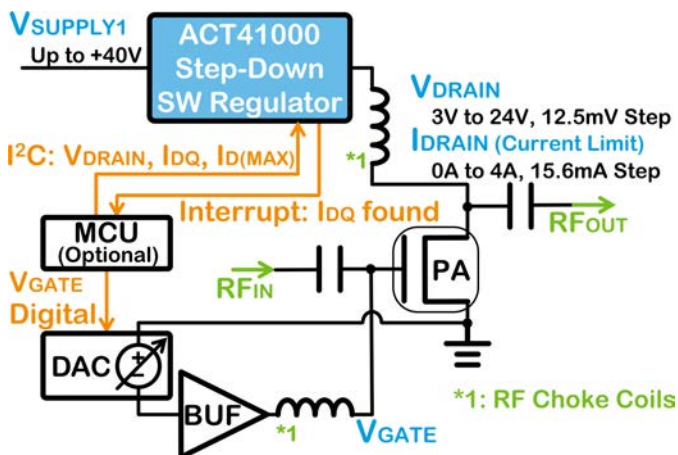 VSUPPLY1
Up to +40V
ACT41000
Step-Down
SW Regulator
VDRAIN
3V to 24V, 12.5mV Step
IDRAIN (Current Limit)
0A to 4A, 15.6mA Step
*1
I²C: VDRAIN, IDQ, ID(MAX)
Interrupt: IDQ found
MCU
(Optional)
RFOUT
RFIN
PA
VGATE
Digital
DAC
BUF
*1
VGATE
*1: RF Choke Coils